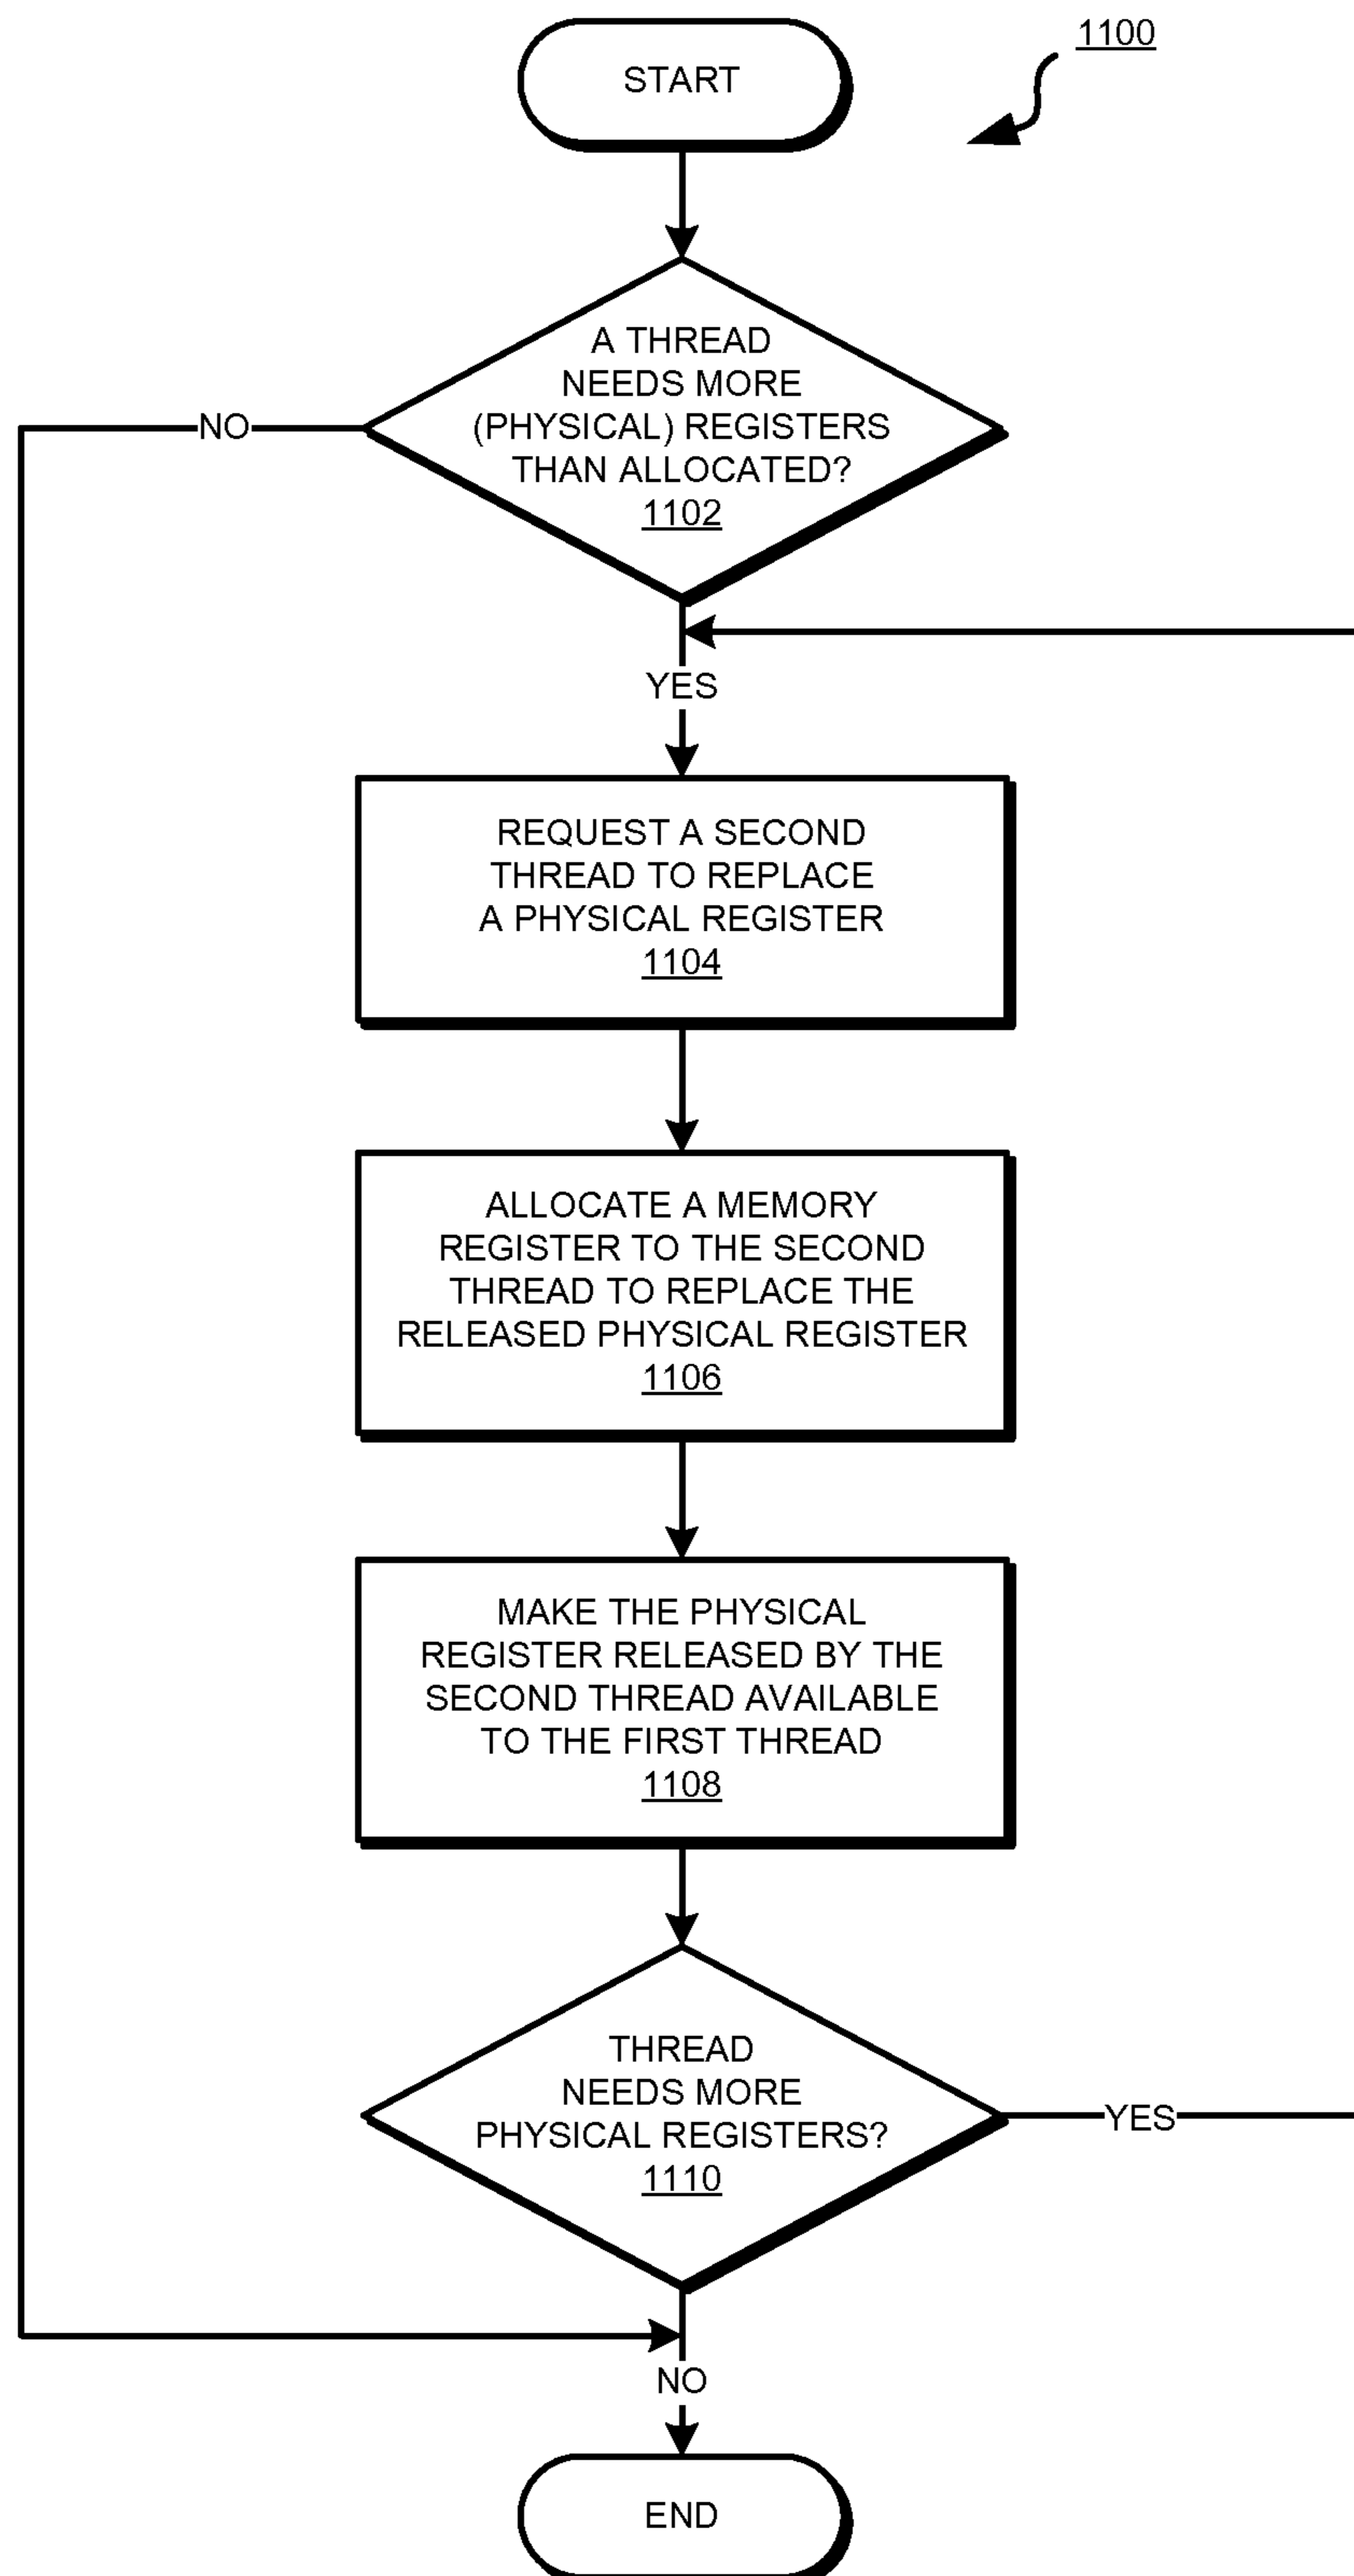 1100
START
A THREAD
NEEDS MORE
(PHYSICAL) REGISTERS
THAN ALLOCATED?
1102
NO
YES
REQUEST A SECOND
THREAD TO REPLACE
A PHYSICAL REGISTER
1104
ALLOCATE A MEMORY
REGISTER TO THE SECOND
THREAD TO REPLACE THE
RELEASED PHYSICAL REGISTER
1106
MAKE THE PHYSICAL
REGISTER RELEASED BY THE
SECOND THREAD AVAILABLE
TO THE FIRST THREAD
1108
THREAD
NEEDS MORE
PHYSICAL REGISTERS?
1110
YES
NO
END